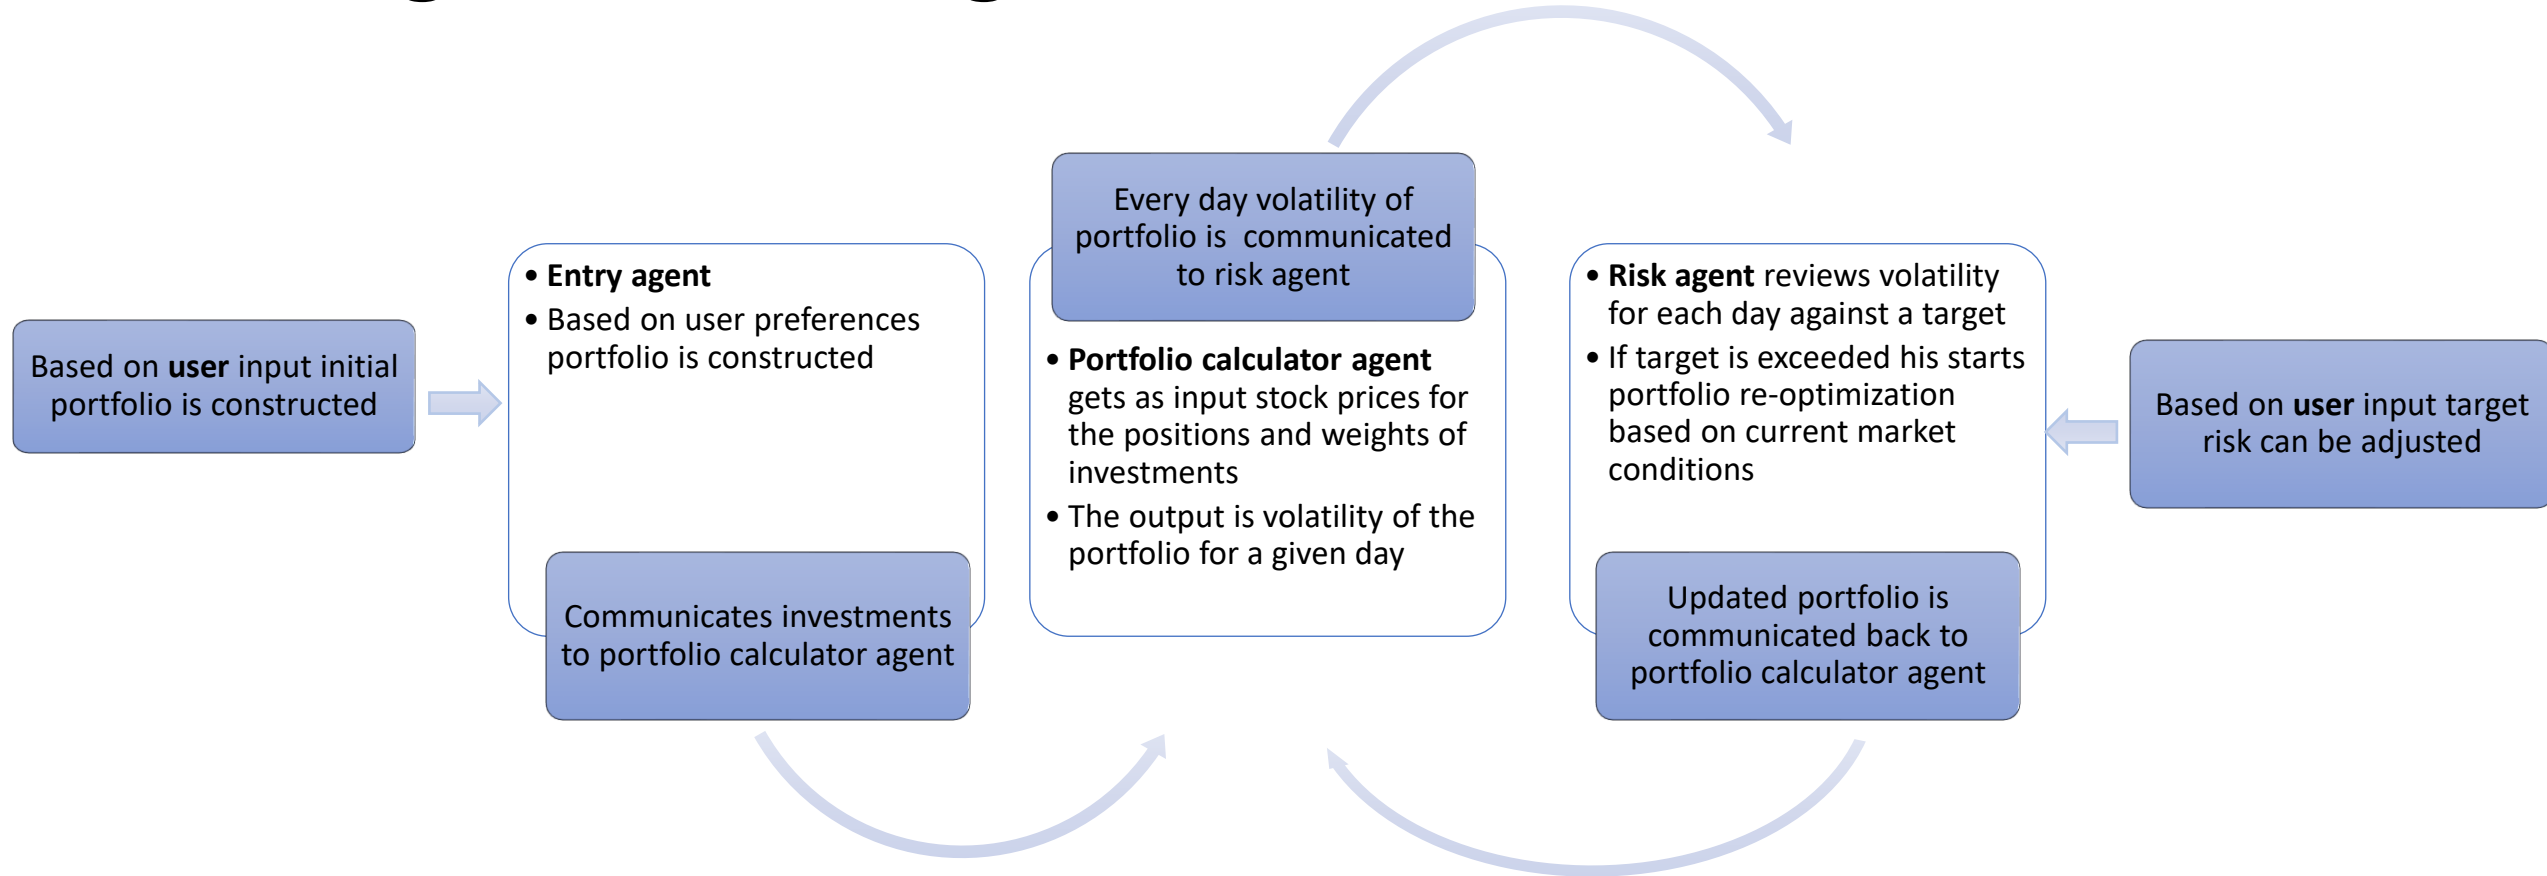 Based on user input initial
portfolio is constructed
• Entry agent
• Based on user preferences
portfolio is constructed
Communicates investments
to portfolio calculator agent
Every day volatility of
portfolio is communicated
to risk agent
• Portfolio calculator agent
gets as input stock prices for
the positions and weights of
investments
• The output is volatility of the
portfolio for a given day
• Risk agent reviews volatility
for each day against a target
• If target is exceeded his starts
portfolio re-optimization
based on current market
conditions
Updated portfolio is
communicated back to
portfolio calculator agent
Based on user input target
risk can be adjusted